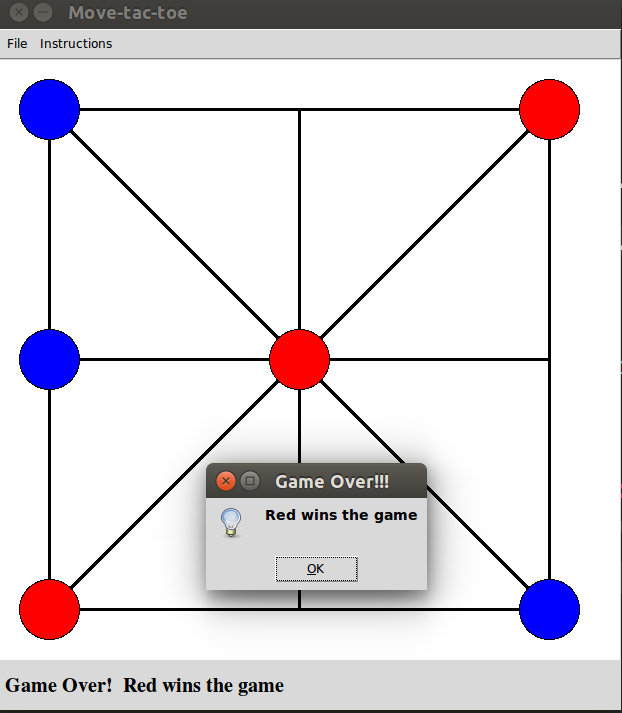 Move-tac-toe
File Instructions
Game Over!!!
Red wins the game
OK
Game Over! Red wins the game